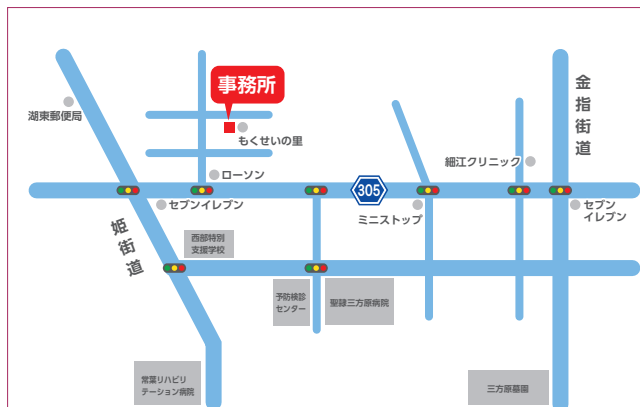 事務所
金
指
街
道
湖東郵便局
もくせいの里
細江クリニック
ローソン
305
セブンイレブン
ミニストップ
セブン
イレブン
姫
街
道
西部特別
支援学校
予防検診
センター
聖隷三方原病院
常葉リハビリ
テーション病院
三方原墓園